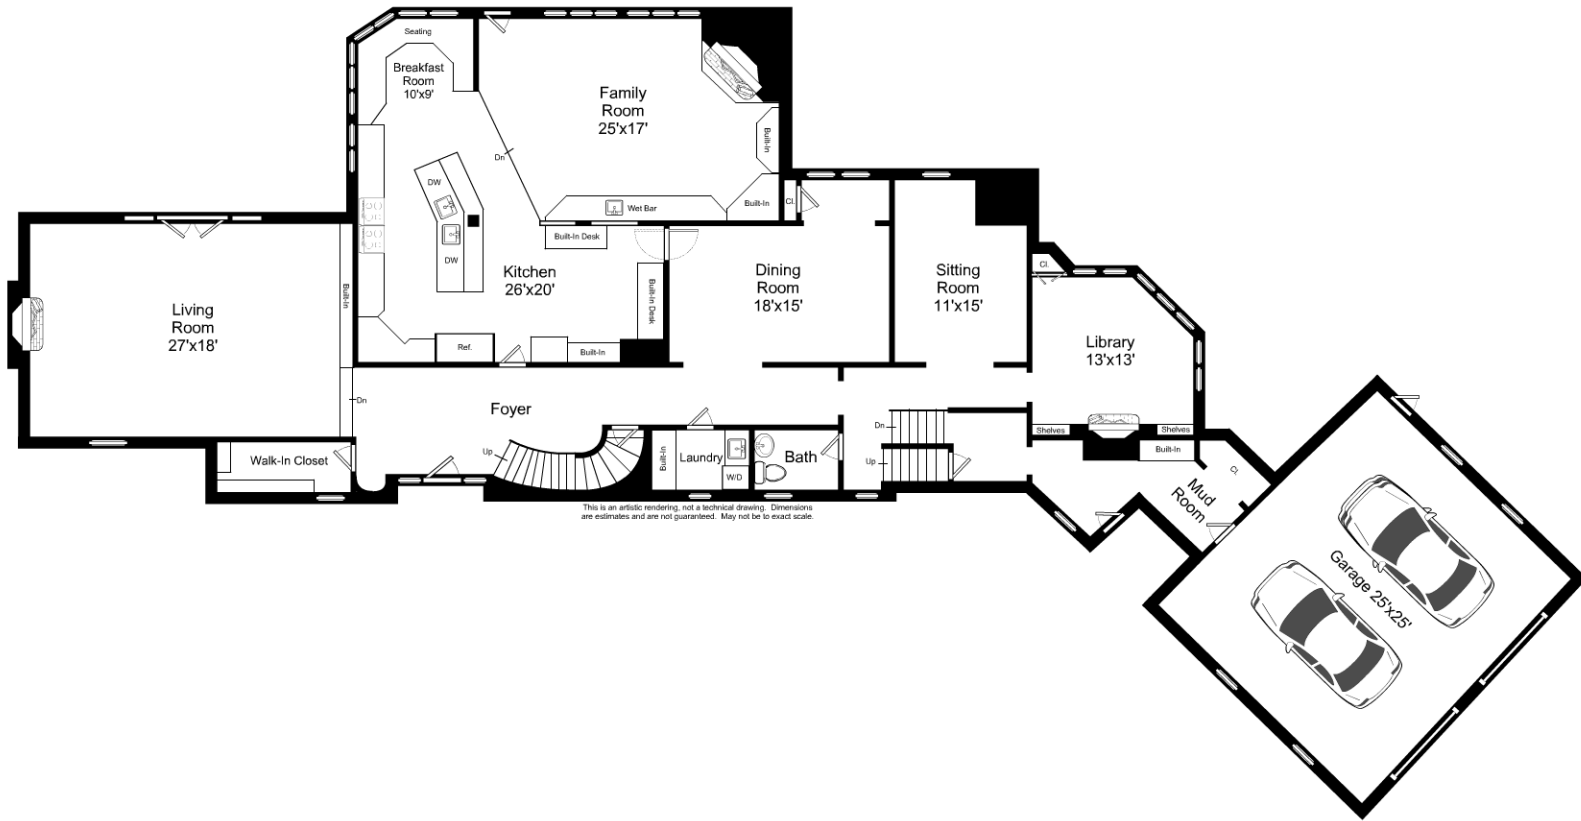 Seating
Breakfast
Room
10'x9'
Family
Room
25'x17'
Built-In
Dn
DW
Wet Bar
Built-In
Cl.
Built-In Desk
DW
Kitchen
26'x20'
Built-In Desk
Dining
Room
18'x15'
Sitting
Room
11'x15'
Cl.
Living
Room
27'x18'
Built-In
Ref.
Built-In
Library
13'x13'
Dn
Foyer
Shelves
Shelves
Up
Dn
Walk-In Closet
Built-In
Laundry
W/D
Bath
Up
Built-In
Cl.
Mud
Room
This is an artistic rendering, not a technical drawing. Dimensions
are estimates and are not guaranteed. May not be to exact scale.
Garage 25'x25'